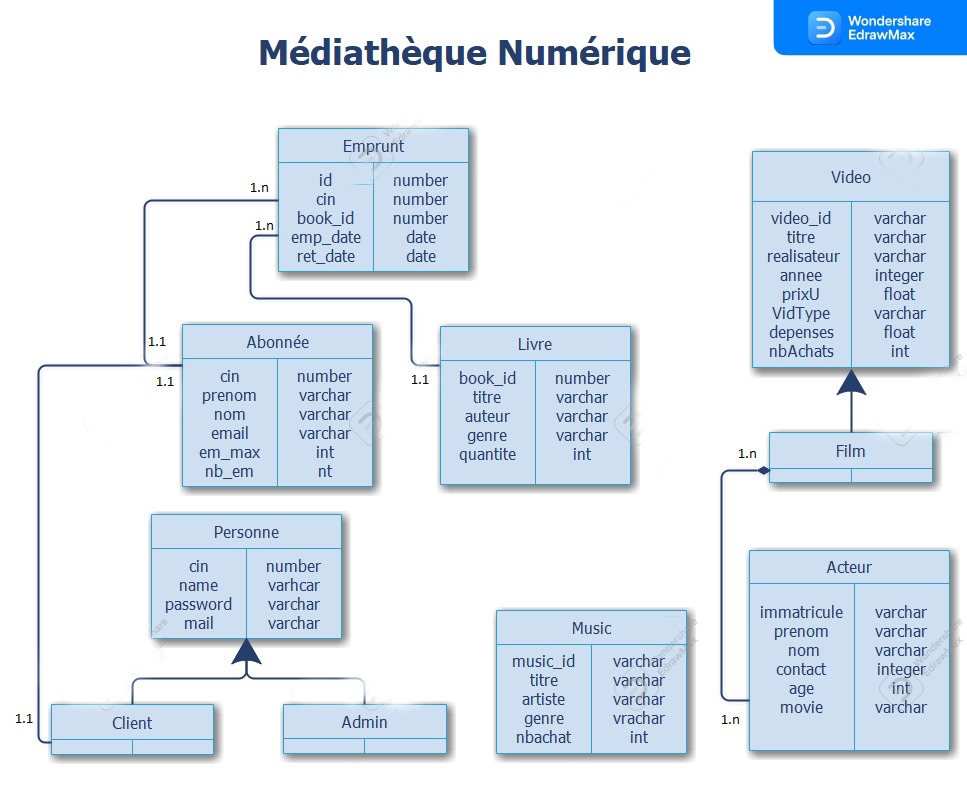 Wondershare
EdrawMax
Médiathèque Numérique
Emprunt
id number
cin number
book_id number
emp_date date
ret_date date
1.n
1.n
Video
video_id varchar
titre varchar
realisateur varchar
annee integer
prixU float
VidType varchar
depenses float
nbAchats int
1.1
1.1
Abonnée
cin number
prenom varchar
nom varchar
email varchar
em_max int
nb_em nt
1.1
Livre
book_id number
titre varchar
auteur varchar
genre varchar
quantite int
1.n
Film
Personne
cin number
name varhcar
password varchar
mail varchar
Acteur
immatricule varchar
prenom varchar
nom varchar
contact integer
age int
movie varchar
1.n
Music
music_id varchar
titre varchar
artiste varchar
genre vrachar
nbachat int
1.1
Client
Admin
Wondershare
EdrawMax